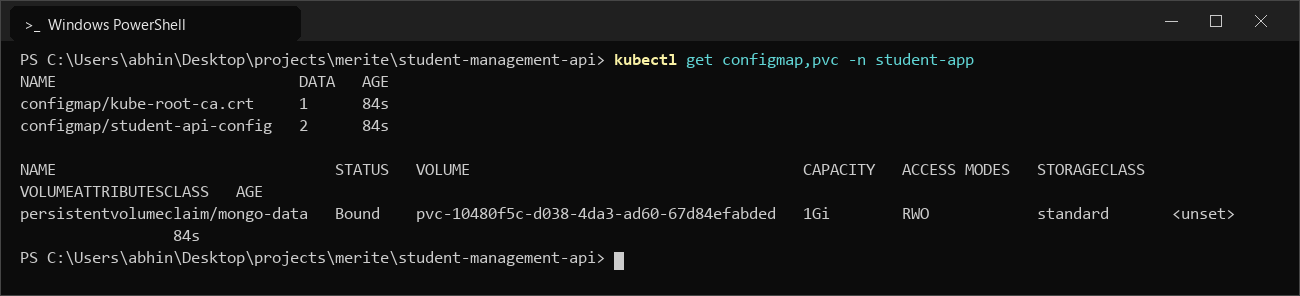 >_ Windows PowerShell
PS C:\Users\abhin\Desktop\projects\merite\student-management-api> kubectl get configmap,pvc -n student-app
NAME                           DATA   AGE
configmap/kube-root-ca.crt     1      84s
configmap/student-api-config   2      84s

NAME                               STATUS   VOLUME                                     CAPACITY   ACCESS MODES   STORAGECLASS
VOLUMEATTRIBUTESCLASS   AGE
persistentvolumeclaim/mongo-data   Bound    pvc-10480f5c-d038-4da3-ad60-67d84efabded   1Gi        RWO            standard       <unset>
                 84s
PS C:\Users\abhin\Desktop\projects\merite\student-management-api>